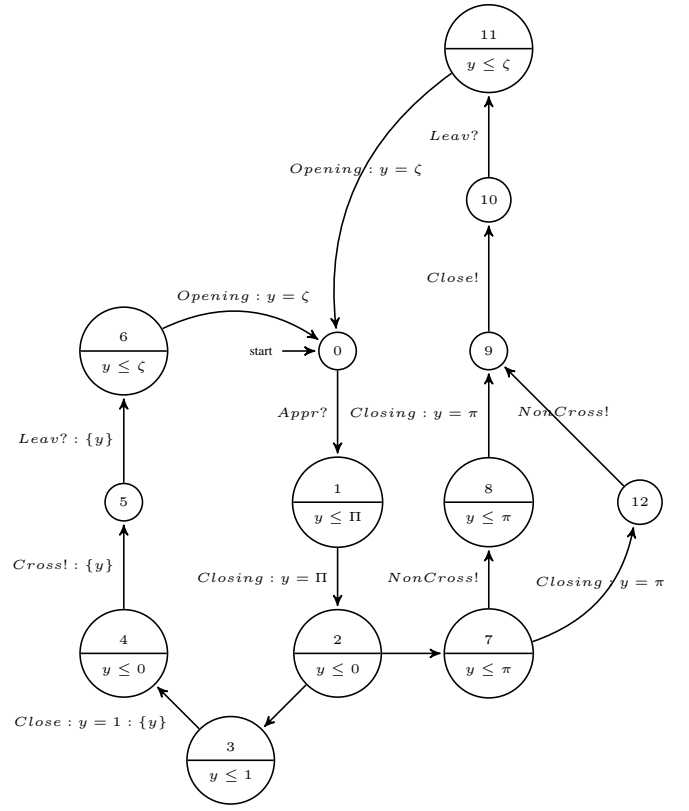 11
y ≤ ζ
Leav?
Opening : y = ζ
10
Close!
Opening : y = ζ
6
y ≤ ζ
start
0
9
Appr?
Closing : y = π
NonCross!
Leav? : {y}
1
y ≤ Π
8
y ≤ π
5
12
Cross! : {y}
Closing : y = Π
NonCross!
Closing : y = π
4
y ≤ 0
2
y ≤ 0
7
y ≤ π
Close : y = 1 : {y}
3
y ≤ 1